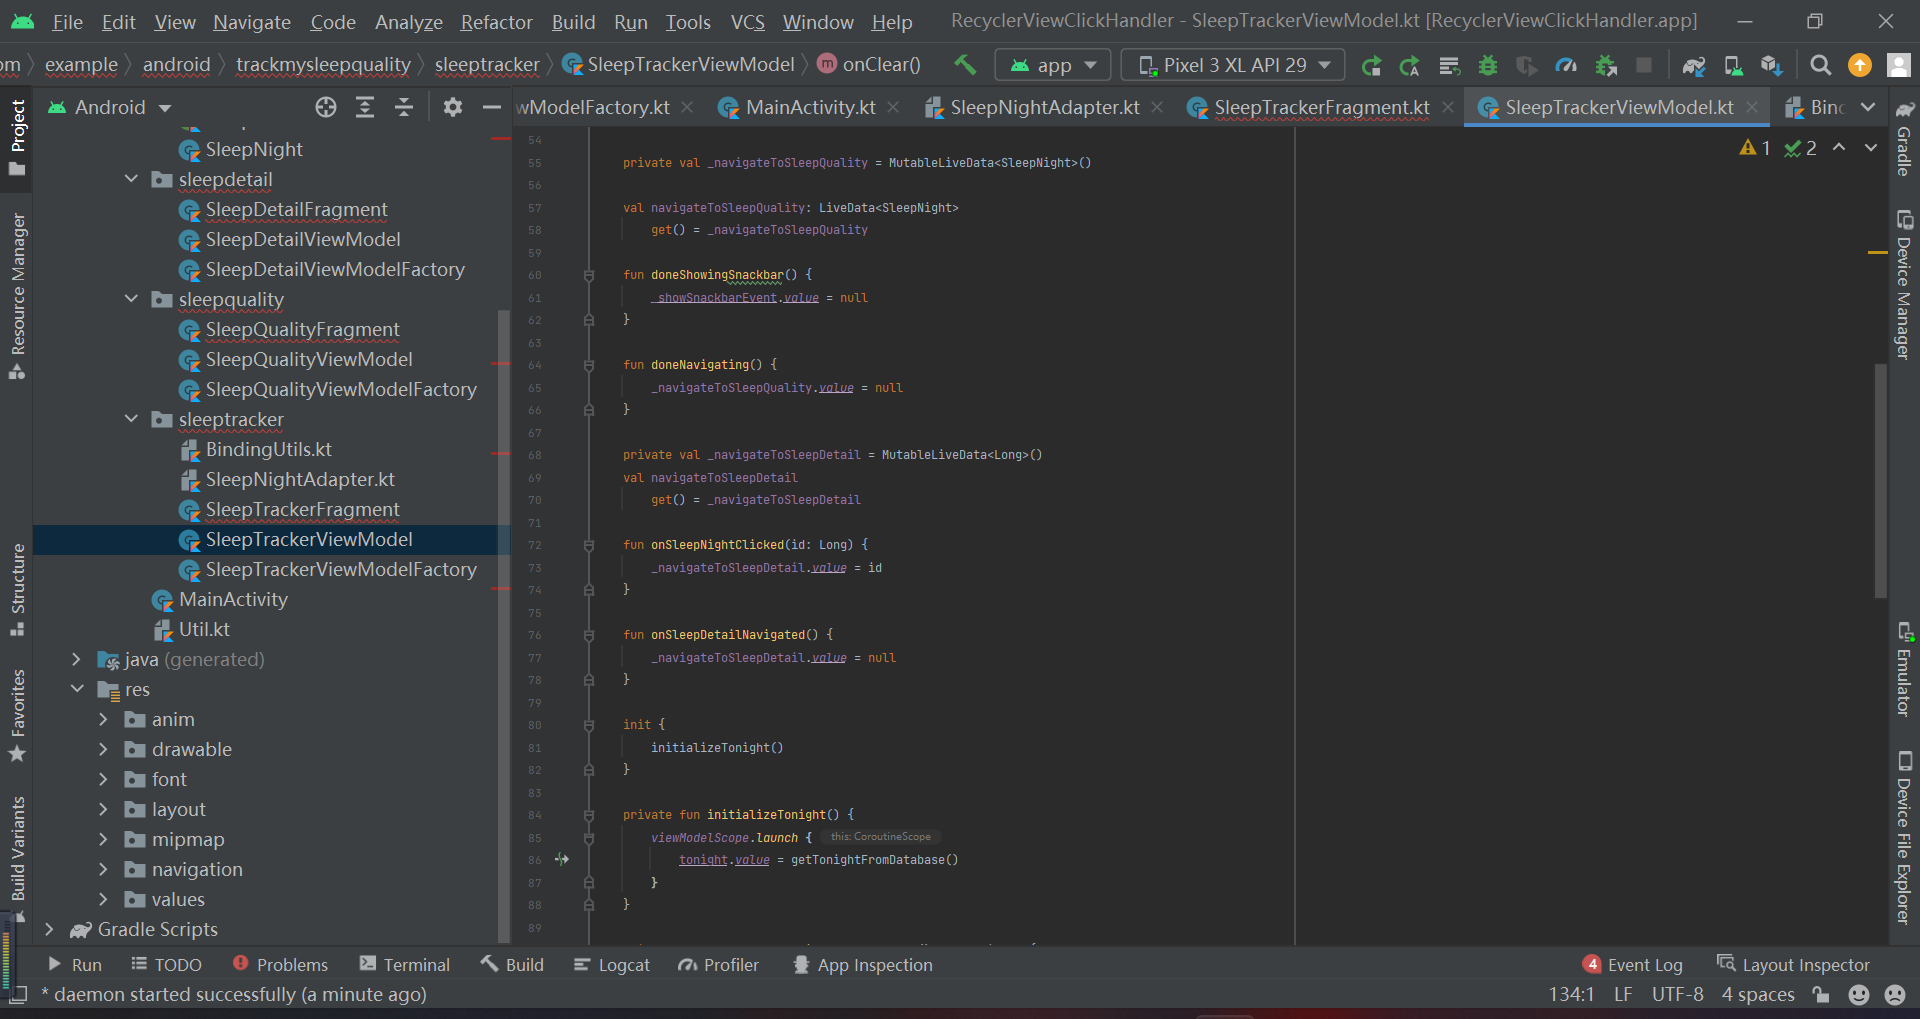 File Edit View Navigate Code Analyze Refactor Build Run Tools VCS Window Help RecyclerViewClickHandler - SleepTrackerViewModel.kt [RecyclerViewClickHandler.app]
om example android trackmysleepquality sleeptracker SleepTrackerViewModel onClear() app Pixel 3 XL API 29
Android wModelFactory.kt MainActivity.kt SleepNightAdapter.kt SleepTrackerFragment.kt SleepTrackerViewModel.kt Binc
Project
Resource Manager
Structure
Favorites
Build Variants
SleepNight
sleepdetail
SleepDetailFragment
SleepDetailViewModel
SleepDetailViewModelFactory
sleepquality
SleepQualityFragment
SleepQualityViewModel
SleepQualityViewModelFactory
sleeptracker
BindingUtils.kt
SleepNightAdapter.kt
SleepTrackerFragment
SleepTrackerViewModel
SleepTrackerViewModelFactory
MainActivity
Util.kt
java (generated)
res
anim
drawable
font
layout
mipmap
navigation
values
Gradle Scripts
1 2
54
55 private val _navigateToSleepQuality = MutableLiveData<SleepNight>()
56
57 val navigateToSleepQuality: LiveData<SleepNight>
58 get() = _navigateToSleepQuality
59
60 fun doneShowingSnackbar() {
61 _showSnackbarEvent.value = null
62 }
63
64 fun doneNavigating() {
65 _navigateToSleepQuality.value = null
66 }
67
68 private val _navigateToSleepDetail = MutableLiveData<Long>()
69 val navigateToSleepDetail
70 get() = _navigateToSleepDetail
71
72 fun onSleepNightClicked(id: Long) {
73 _navigateToSleepDetail.value = id
74 }
75
76 fun onSleepDetailNavigated() {
77 _navigateToSleepDetail.value = null
78 }
79
80 init {
81 initializeTonight()
82 }
83
84 private fun initializeTonight() {
85 viewModelScope.launch { this: CoroutineScope
86 tonight.value = getTonightFromDatabase()
87 }
88 }
89
Gradle
Device Manager
Emulator
Device File Explorer
Run TODO Problems Terminal Build Logcat Profiler App Inspection 4 Event Log Layout Inspector
* daemon started successfully (a minute ago) 134:1 LF UTF-8 4 spaces